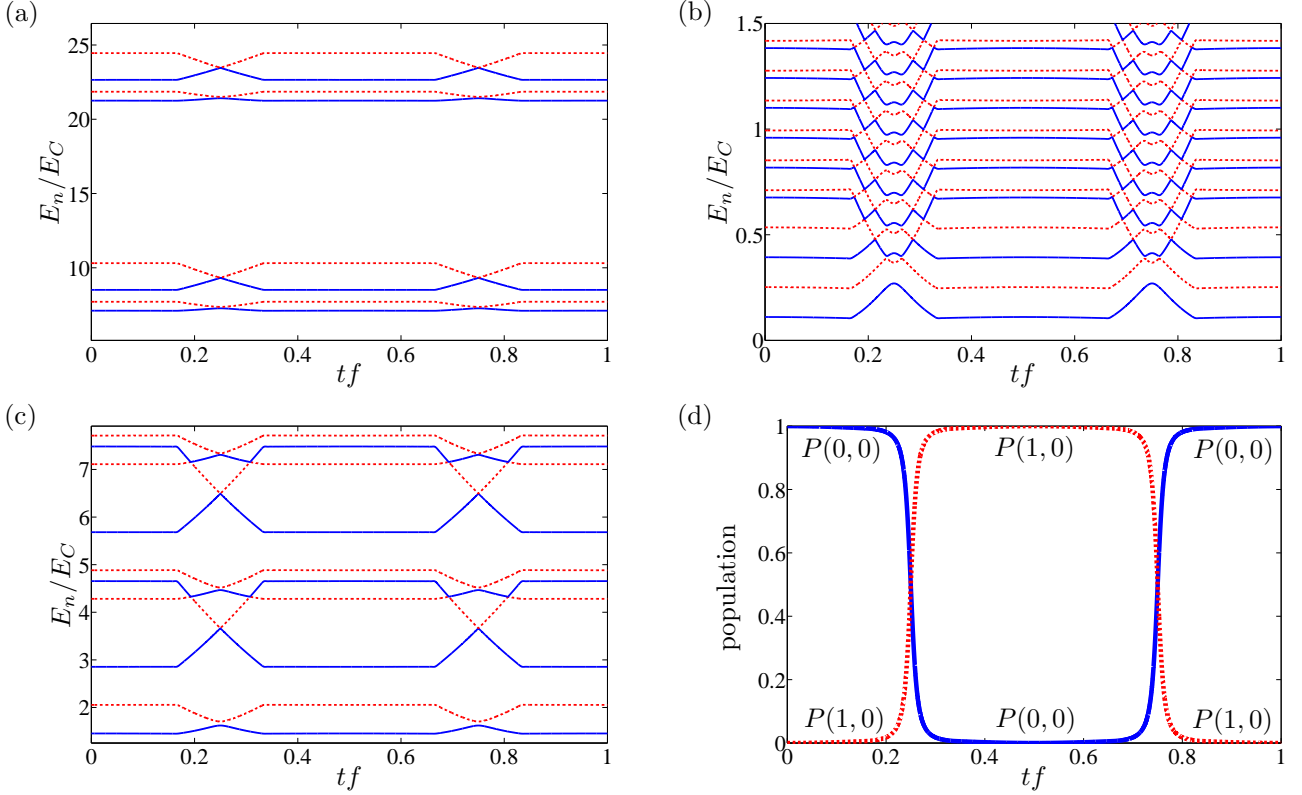 (a)
25
20
15
10
E_n/E_C
0 0.2 0.4 0.6 0.8 1
tf
(b)
1.5
1
0.5
0
E_n/E_C
0 0.2 0.4 0.6 0.8 1
tf
(c)
7
6
5
4
3
2
E_n/E_C
0 0.2 0.4 0.6 0.8 1
tf
(d)
1
0.8
0.6
0.4
0.2
0
population
P(0,0) P(1,0) P(0,0)
P(1,0) P(0,0) P(1,0)
0 0.2 0.4 0.6 0.8 1
tf